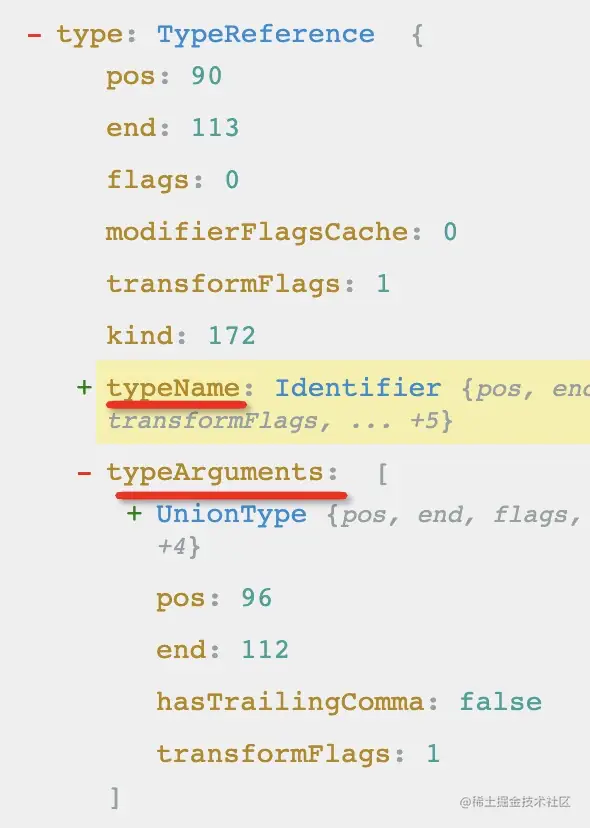 - type: TypeReference {
pos: 90
end: 113
flags: 0
modifierFlagsCache: 0
transformFlags: 1
kind: 172
+ typeName: Identifier {pos, end
transformFlags, ... +5}
- typeArguments: [
+ UnionType {pos, end, flags,
+4}
pos: 96
end: 112
hasTrailingComma: false
transformFlags: 1
]
@稀土掘金技术社区